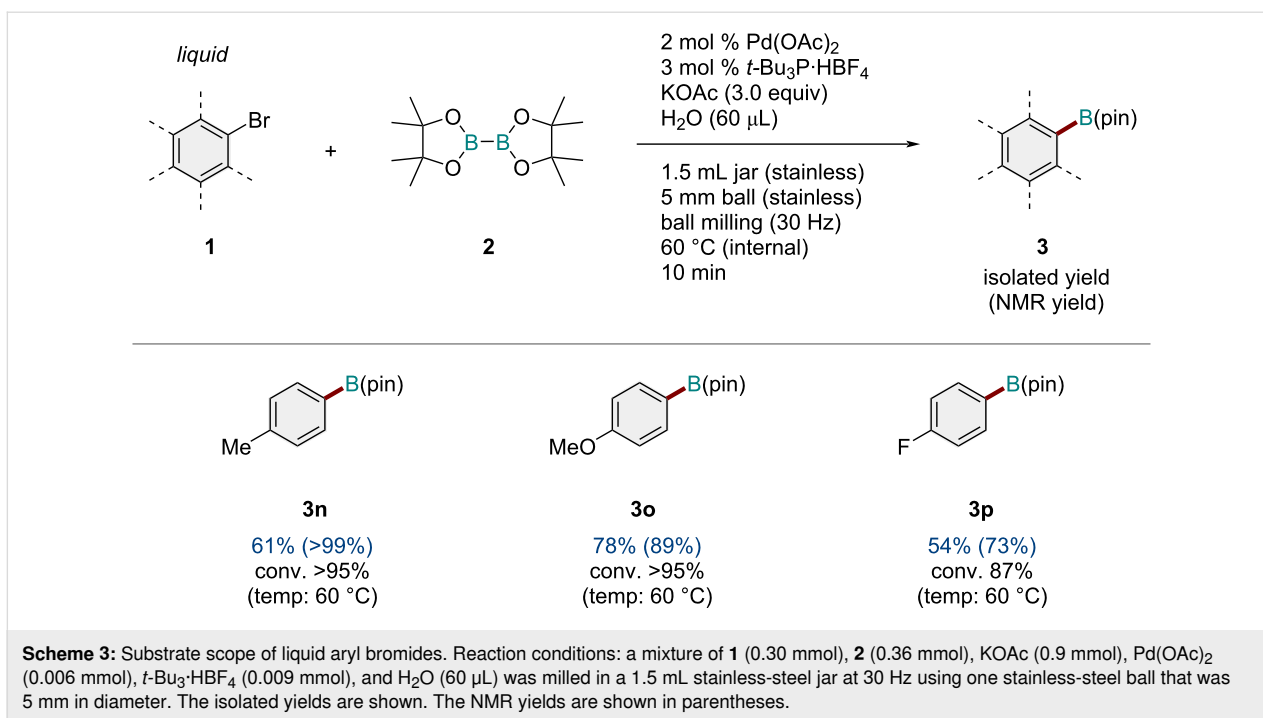 liquid
Br
+
O
O
B
B
O
O
2 mol % Pd(OAc)2
3 mol % t-Bu3P·HBF4
KOAc (3.0 equiv)
H2O (60 μL)
1.5 mL jar (stainless)
5 mm ball (stainless)
ball milling (30 Hz)
60 °C (internal)
10 min
B(pin)
1
2
3
isolated yield
(NMR yield)
B(pin)
Me
3n
61% (>99%)
conv. >95%
(temp: 60 °C)
B(pin)
MeO
3o
78% (89%)
conv. >95%
(temp: 60 °C)
B(pin)
F
3p
54% (73%)
conv. 87%
(temp: 60 °C)
Scheme 3: Substrate scope of liquid aryl bromides. Reaction conditions: a mixture of 1 (0.30 mmol), 2 (0.36 mmol), KOAc (0.9 mmol), Pd(OAc)2
(0.006 mmol), t-Bu3·HBF4 (0.009 mmol), and H2O (60 µL) was milled in a 1.5 mL stainless-steel jar at 30 Hz using one stainless-steel ball that was
5 mm in diameter. The isolated yields are shown. The NMR yields are shown in parentheses.